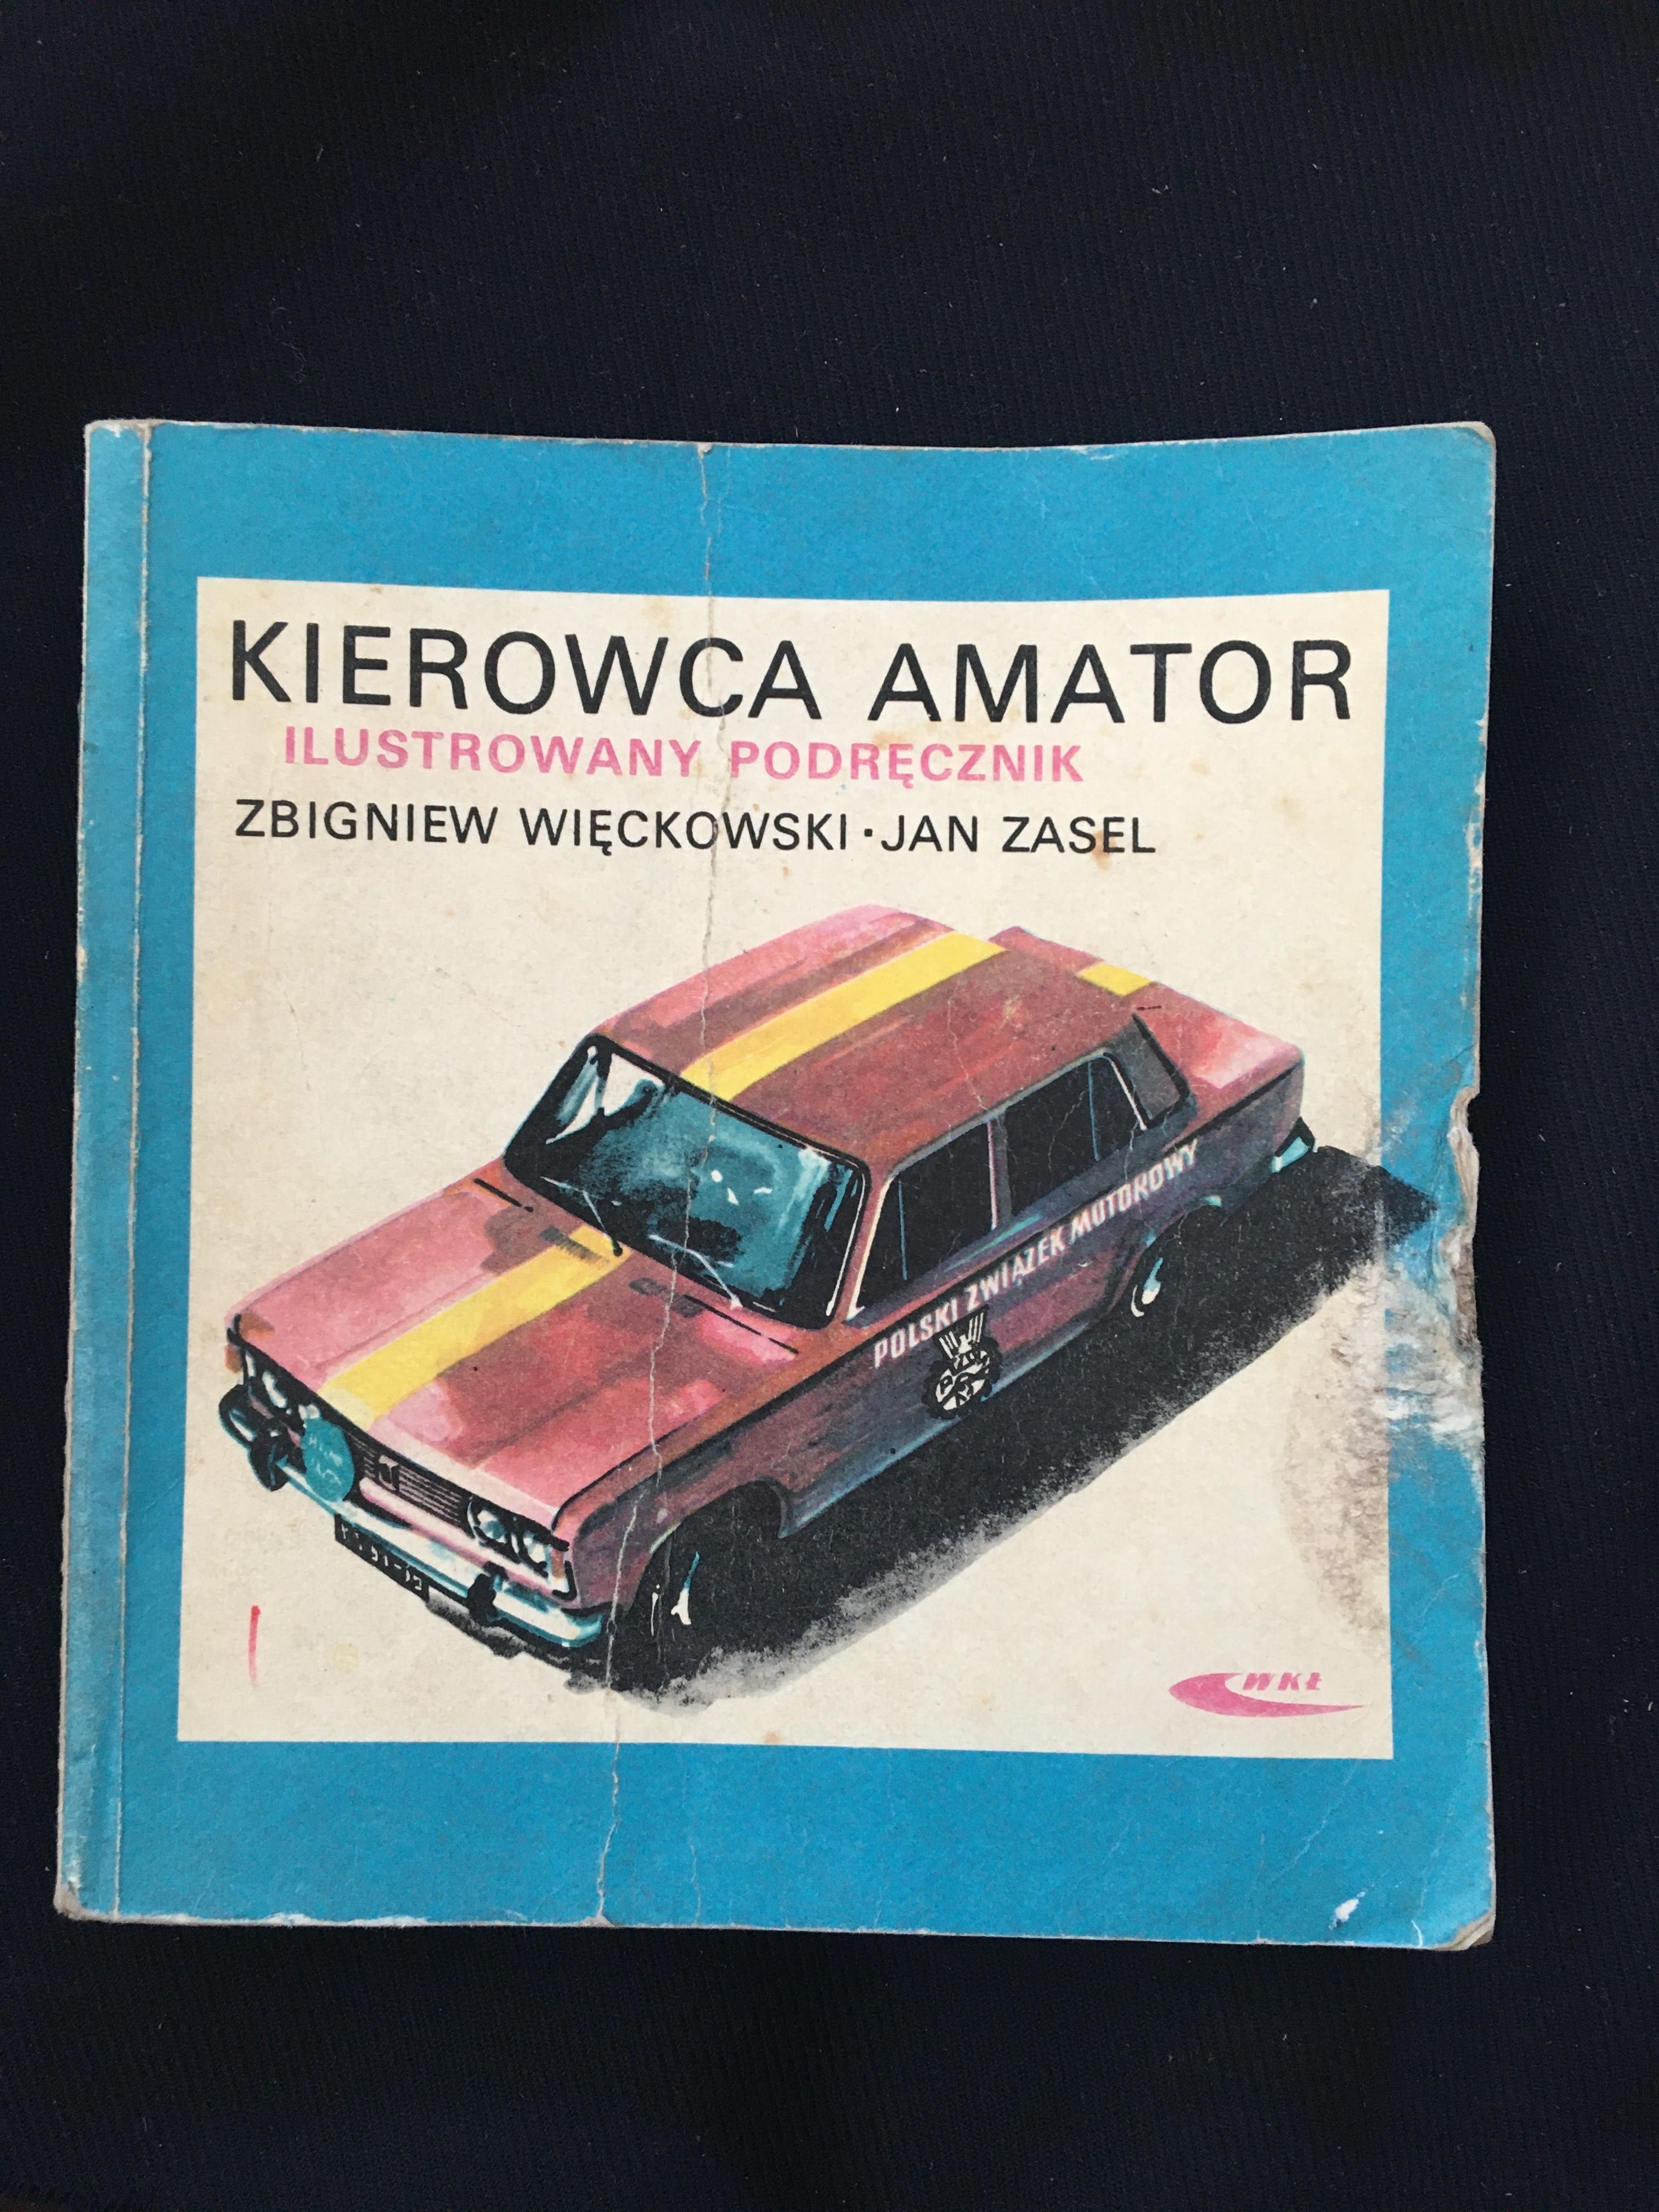 KIEROWCA AMATOR
ILUSTROWANY PODRĘCZNIK
ZBIGNIEW WIĘCKOWSKI · JAN ZASEL
POLSKI ZWIĄZEK MOTOROWY
WKŁ